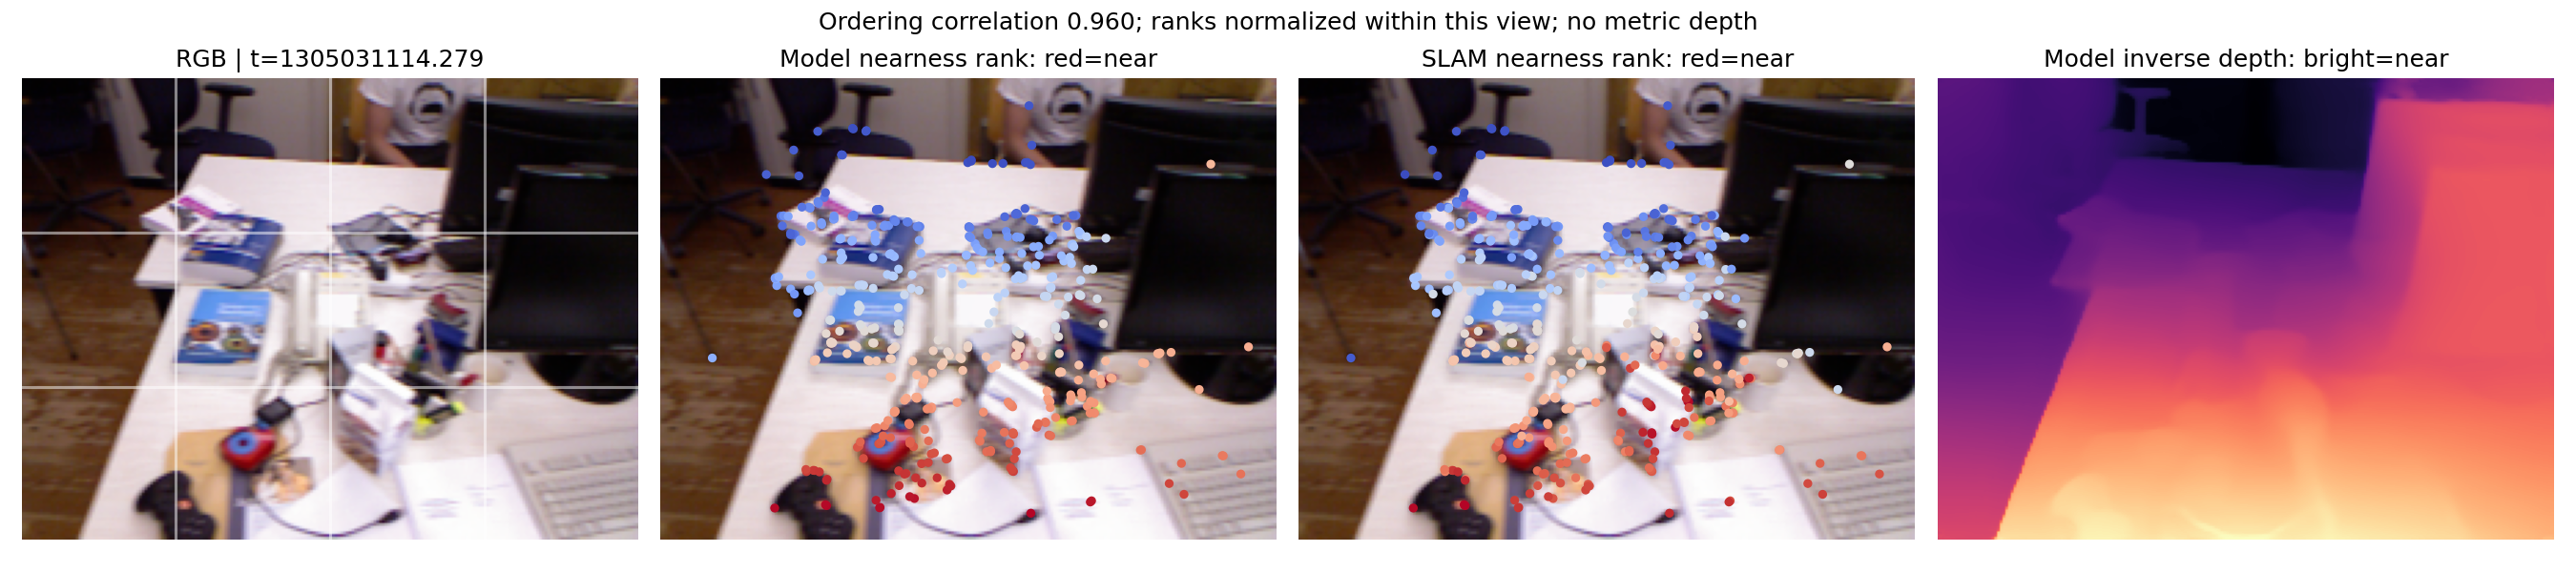 Ordering correlation 0.960; ranks normalized within this view; no metric depth
RGB | t=1305031114.279
Model nearness rank: red=near
SLAM nearness rank: red=near
Model inverse depth: bright=near